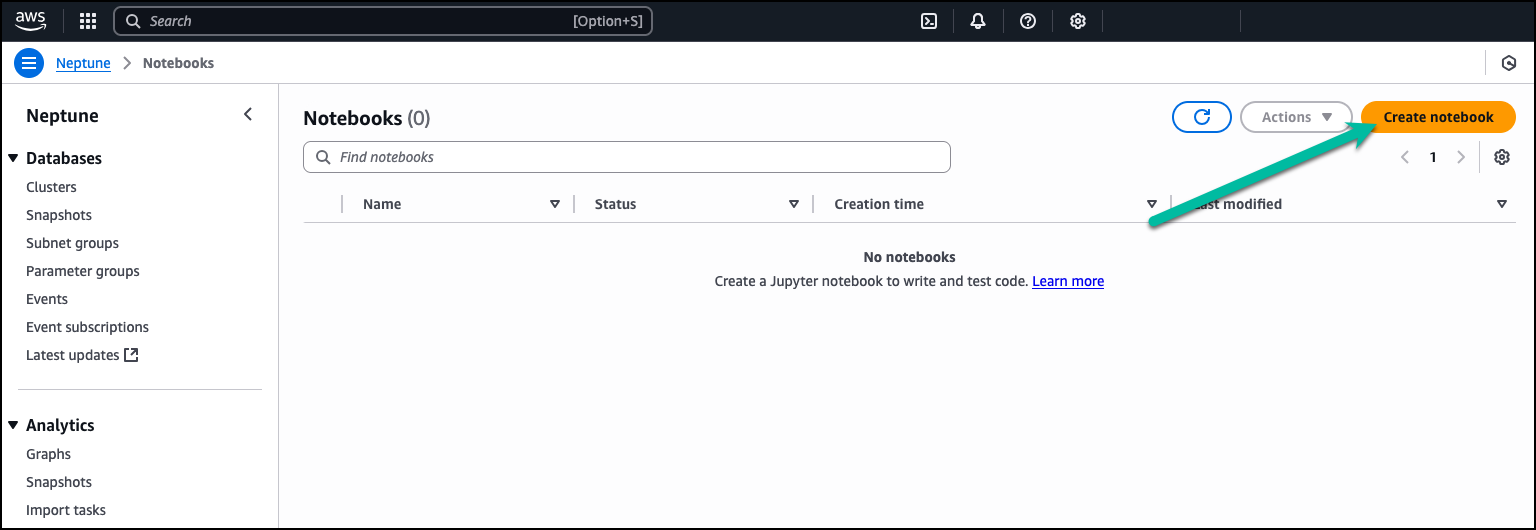 aws Search [Option+S]
Neptune Notebooks
Neptune
Databases
Clusters
Snapshots
Subnet groups
Parameter groups
Events
Event subscriptions
Latest updates
Analytics
Graphs
Snapshots
Import tasks
Notebooks (0)
Actions Create notebook
Find notebooks
1
Name Status Creation time Last modified
No notebooks
Create a Jupyter notebook to write and test code. Learn more